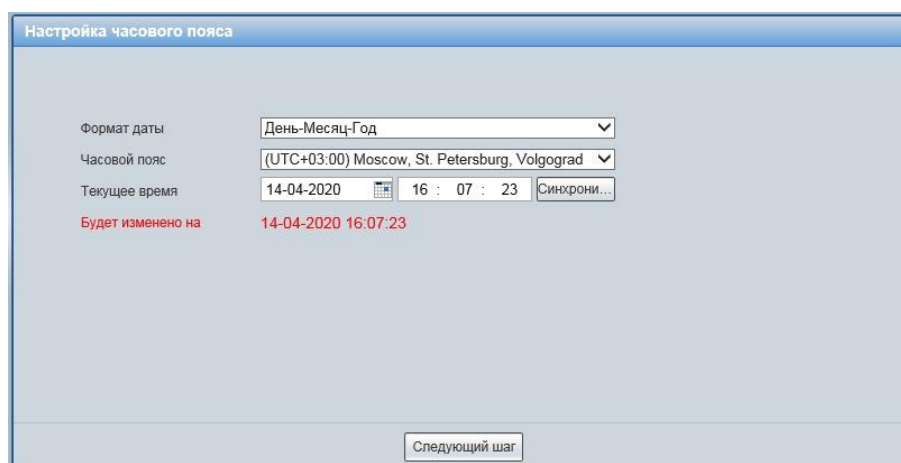 Настройка часового пояса
Формат даты День-Месяц-Год
Часовой пояс (UTC+03:00) Moscow, St. Petersburg, Volgograd
Текущее время 14-04-2020 16 : 07 : 23 Синхрони...
Будет изменено на 14-04-2020 16:07:23
Следующий шаг